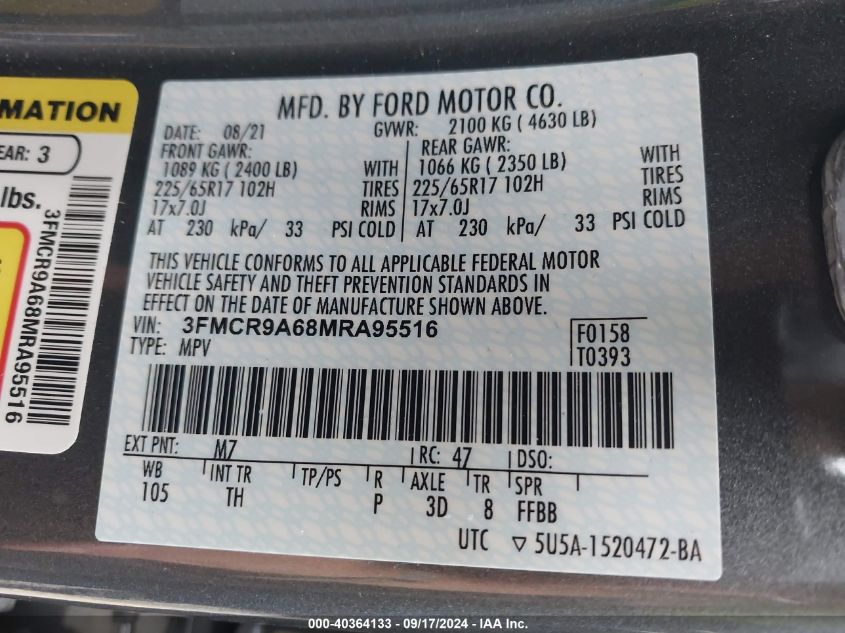 MATION
EAR: 3
lbs.
3FMCR9A68MRA95516
MFD. BY FORD MOTOR CO.
DATE: 08/21 GVWR: 2100 KG ( 4630 LB)
FRONT GAWR: REAR GAWR:
1089 KG ( 2400 LB) WITH 1066 KG ( 2350 LB) WITH
225/65R17 102H TIRES 225/65R17 102H TIRES
17x7.0J RIMS 17x7.0J RIMS
AT 230 kPa/ 33 PSI COLD AT 230 kPa/ 33 PSI COLD
THIS VEHICLE CONFORMS TO ALL APPLICABLE FEDERAL MOTOR
VEHICLE SAFETY AND THEFT PREVENTION STANDARDS IN
EFFECT ON THE DATE OF MANUFACTURE SHOWN ABOVE.
VIN: 3FMCR9A68MRA95516 F0158
TYPE: MPV T0393
EXT PNT: M7 RC: 47 DSO:
WB INT TR TP/PS R AXLE TR SPR
105 TH P 3D 8 FFBB
UTC ▽ 5U5A-1520472-BA
000-40364133 - 09/17/2024 - IAA Inc.